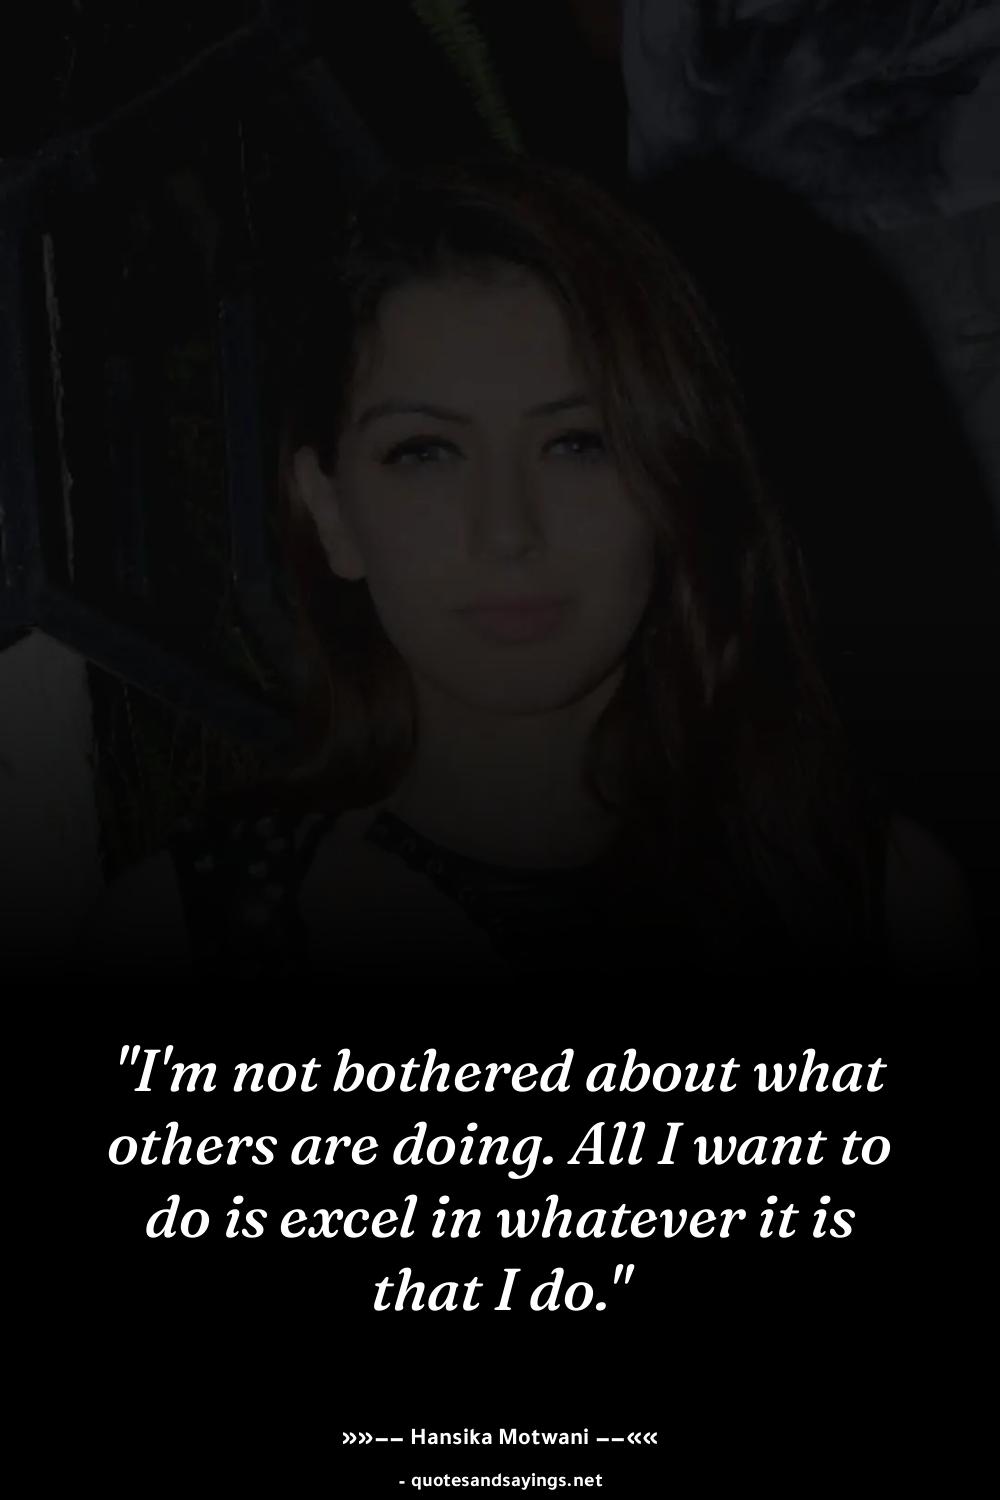 "I'm not bothered about what
others are doing. All I want to
do is excel in whatever it is
that I do."
»»−− Hansika Motwani −−««
- quotesandsayings.net